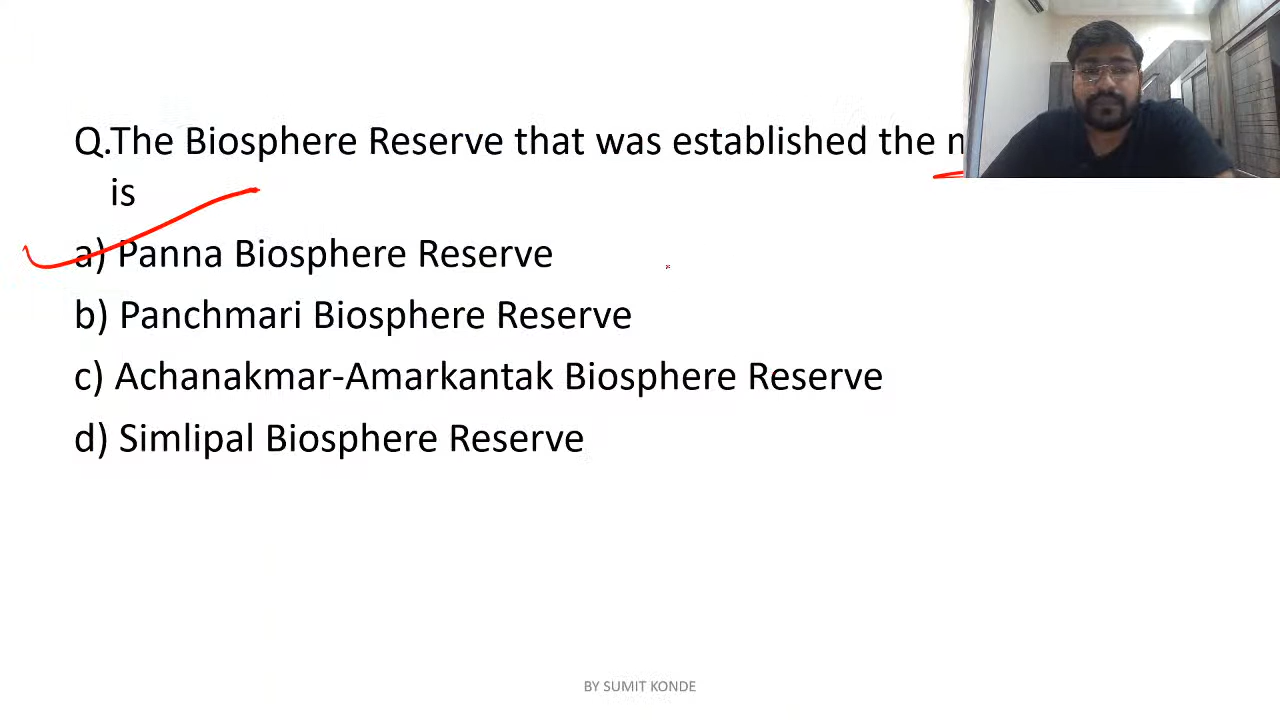 Q.The Biosphere Reserve that was established the
is
a) Panna Biosphere Reserve
b) Panchmari Biosphere Reserve
c) Achanakmar-Amarkantak Biosphere Reserve
d) Simlipal Biosphere Reserve
BY SUMIT KONDE